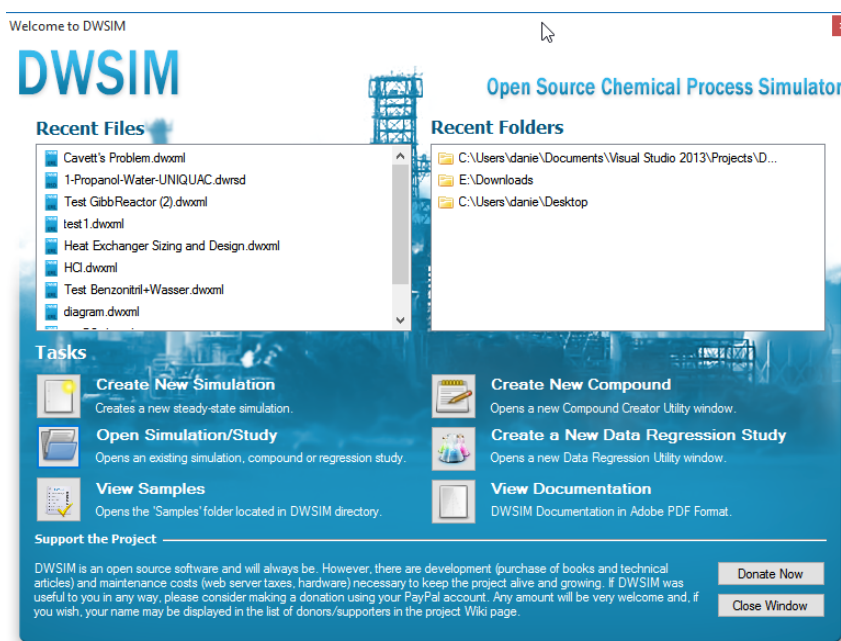 Welcome to DWSIM
DWSIM
Open Source Chemical Process Simulator
Recent Files
Recent Folders
Cavett's Problem.dwxml
1-Propanol-Water-UNIQUAC.dwrsd
Test GibbReactor (2).dwxml
test1.dwxml
Heat Exchanger Sizing and Design.dwxml
HCl.dwxml
Test Benzonitril+Wasser.dwxml
diagram.dwxml
C:\Users\danie\Documents\Visual Studio 2013\Projects\D...
E:\Downloads
C:\Users\danie\Desktop
Tasks
Create New Simulation
Creates a new steady-state simulation.
Create New Compound
Opens a new Compound Creator Utility window.
Open Simulation/Study
Opens an existing simulation, compound or regression study.
Create a New Data Regression Study
Opens a new Data Regression Utility window.
View Samples
Opens the 'Samples' folder located in DWSIM directory.
View Documentation
DWSIM Documentation in Adobe PDF Format.
Support the Project
DWSIM is an open source software and will always be. However, there are development (purchase of books and technical
articles) and maintenance costs (web server taxes, hardware) necessary to keep the project alive and growing. If DWSIM was
useful to you in any way, please consider making a donation using your PayPal account. Any amount will be very welcome and, if
you wish, your name may be displayed in the list of donors/supporters in the project Wiki page.
Donate Now
Close Window